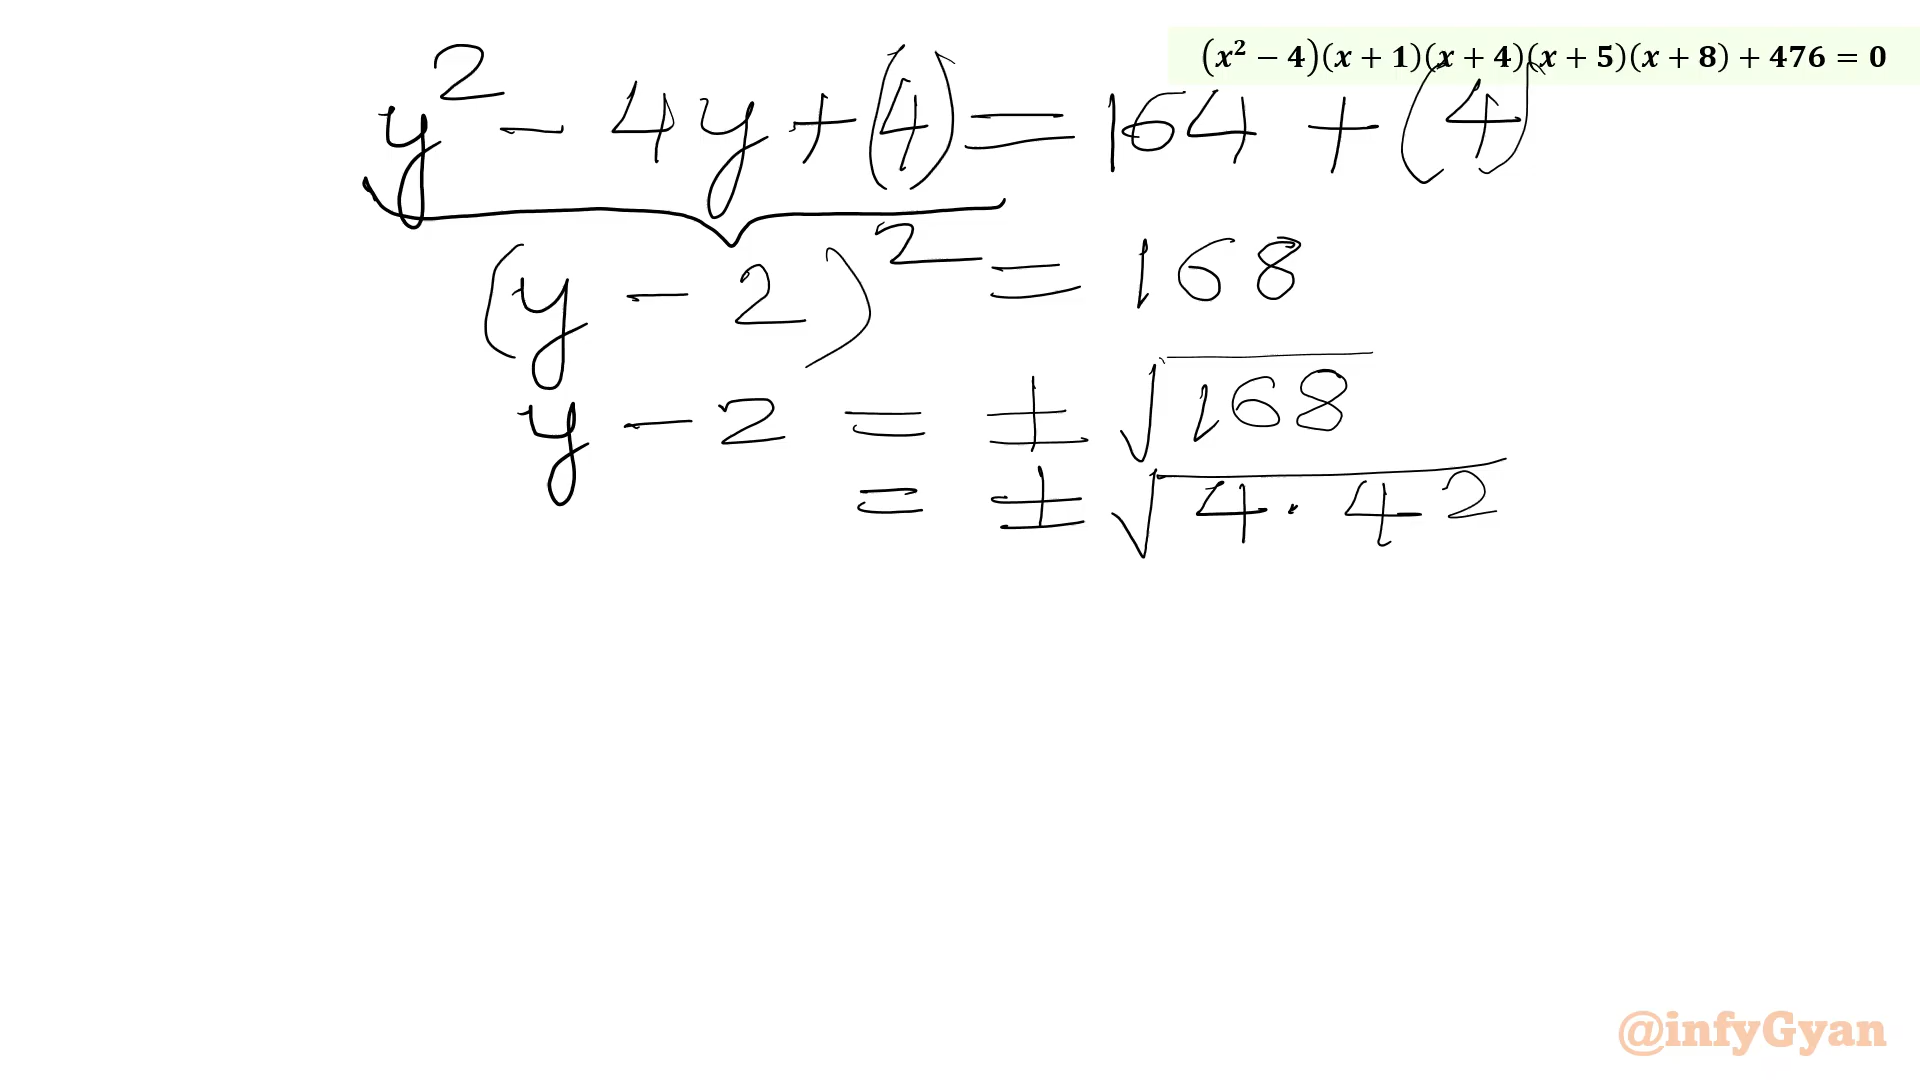 (x² − 4)(x + 1)(x + 4)(x + 5)(x + 8) + 476 = 0
y² − 4y + (4) = 164 + (4)
(y − 2)² = 168
y − 2 = ± √168
= ± √4 · 42
@infyGyan